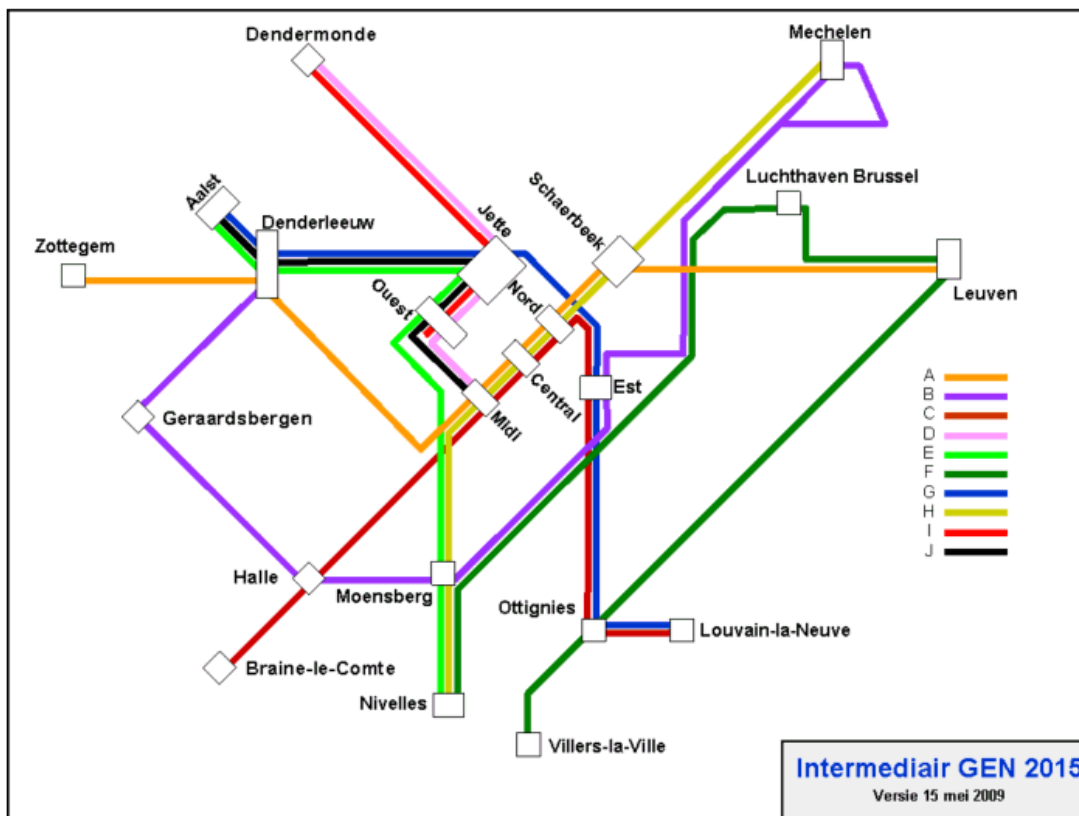 Dendermonde
Mechelen
Aalst
Denderleeuw
Jette
Schaerbeek
Luchthaven Brussel
Zottegem
Ouest
Nord
Leuven
Central
Est
Midi
Geraardsbergen
A
B
C
D
E
F
G
H
I
J
Halle
Moensberg
Ottignies
Louvain-la-Neuve
Braine-le-Comte
Nivelles
Villers-la-Ville
Intermediair GEN 2015
Versie 15 mei 2009